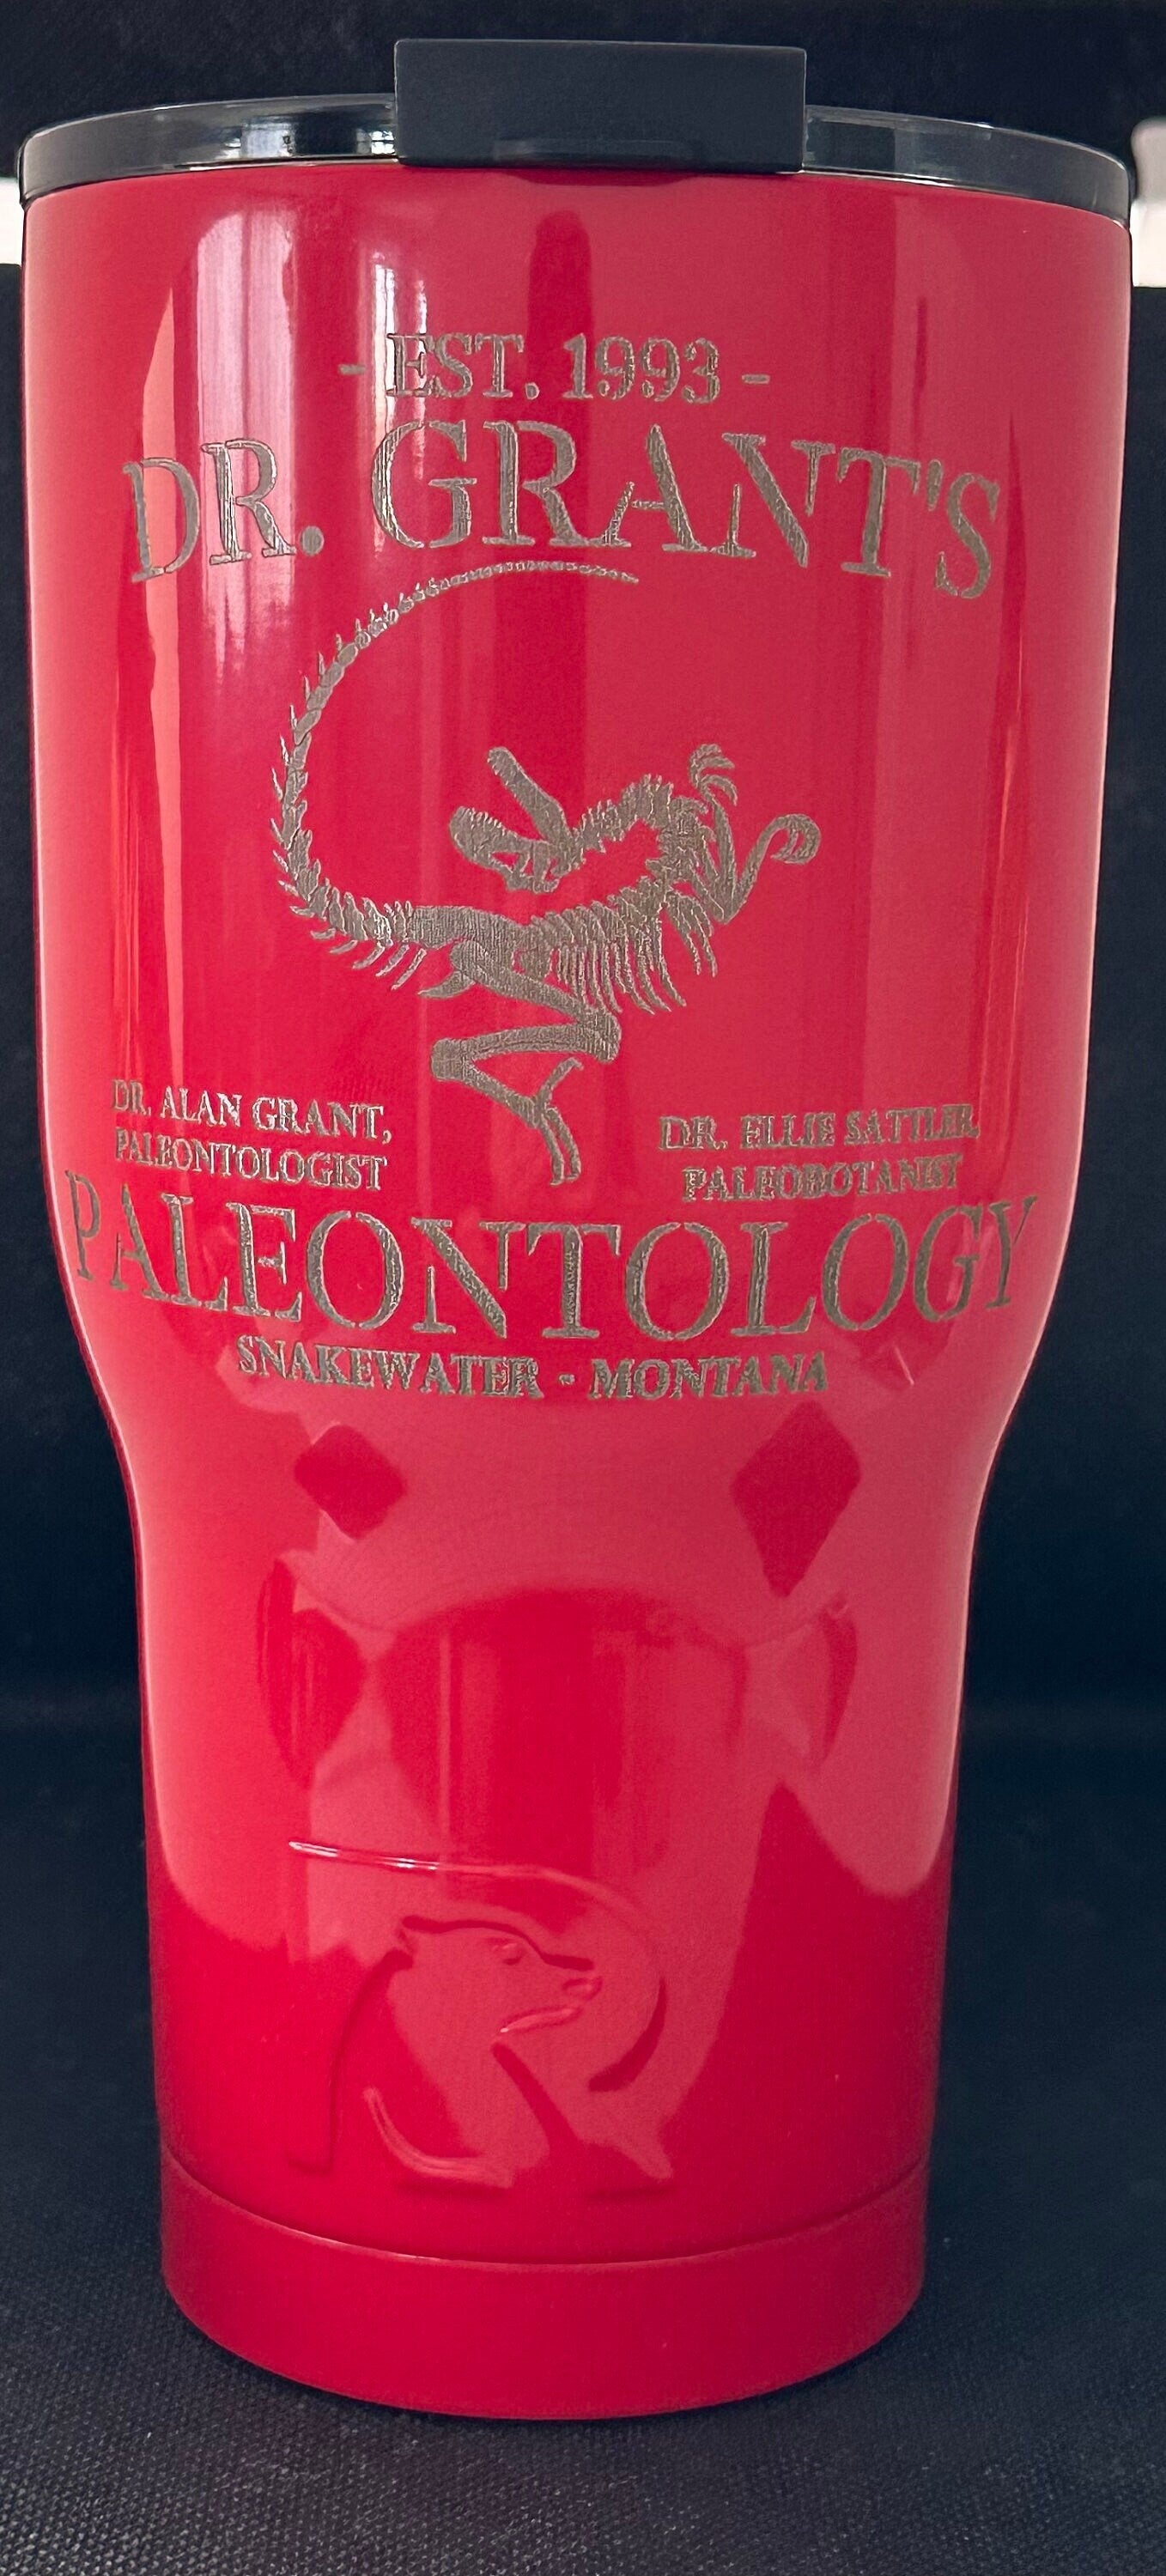 - EST. 1993 -
DR. GRANT'S
DR. ALAN GRANT,
PALEONTOLOGIST
DR. ELLIE SATTLER,
PALEOBOTANIST
PALEONTOLOGY
SNAKEWATER - MONTANA
R